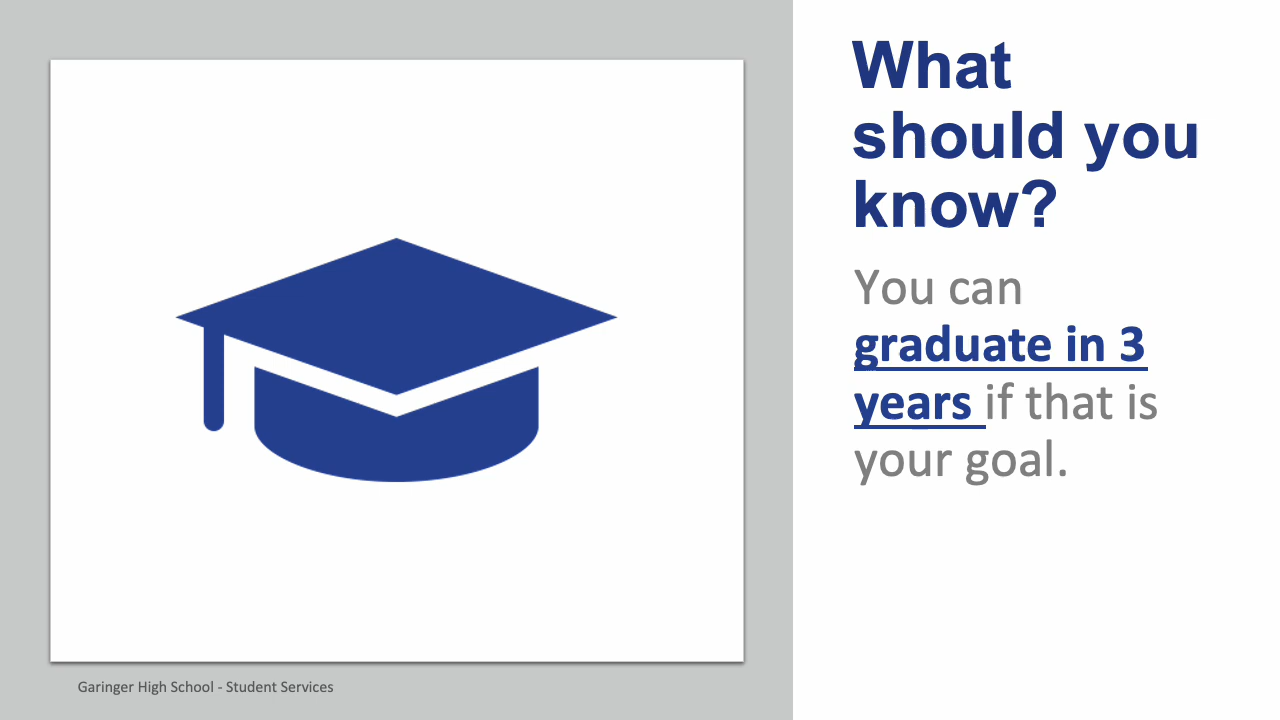 What
should you
know?
You can
graduate in 3
years if that is
your goal.
Garinger High School - Student Services